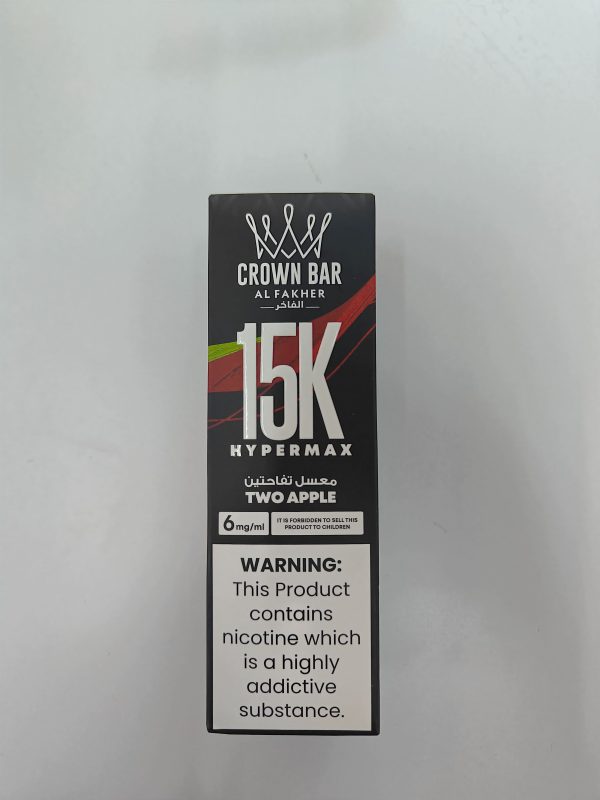 CROWN BAR
AL FAKHER
الفاخر
15K
HYPERMAX
معسل تفاحتين
TWO APPLE
6mg/ml
IT IS FORBIDDEN TO SELL THIS
PRODUCT TO CHILDREN
WARNING:
This Product
contains
nicotine which
is a highly
addictive
substance.